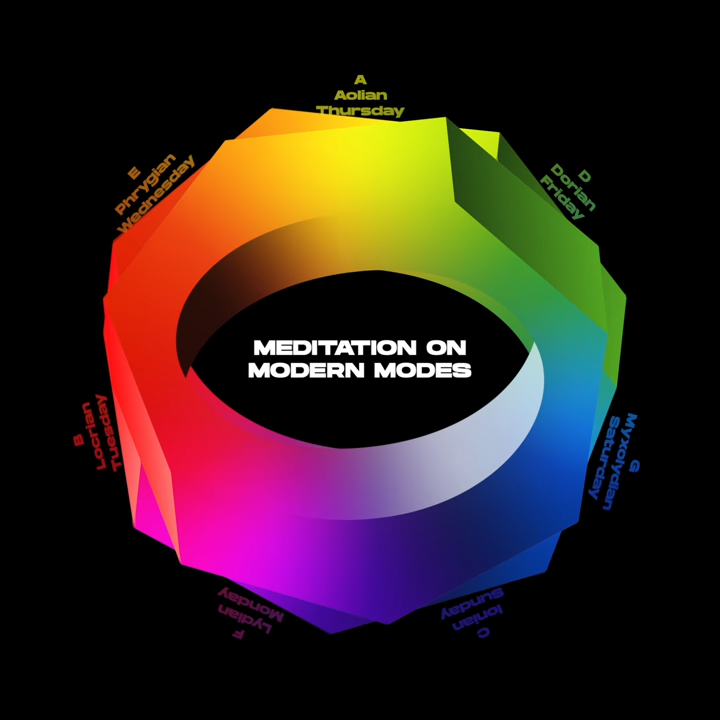 A
Aolian
Thursday
D
Dorian
Friday
G
Myxolydian
Saturday
C
Ionian
Sunday
F
Lydian
Monday
B
Locrian
Tuesday
E
Phrygian
Wednesday
MEDITATION ON
MODERN MODES